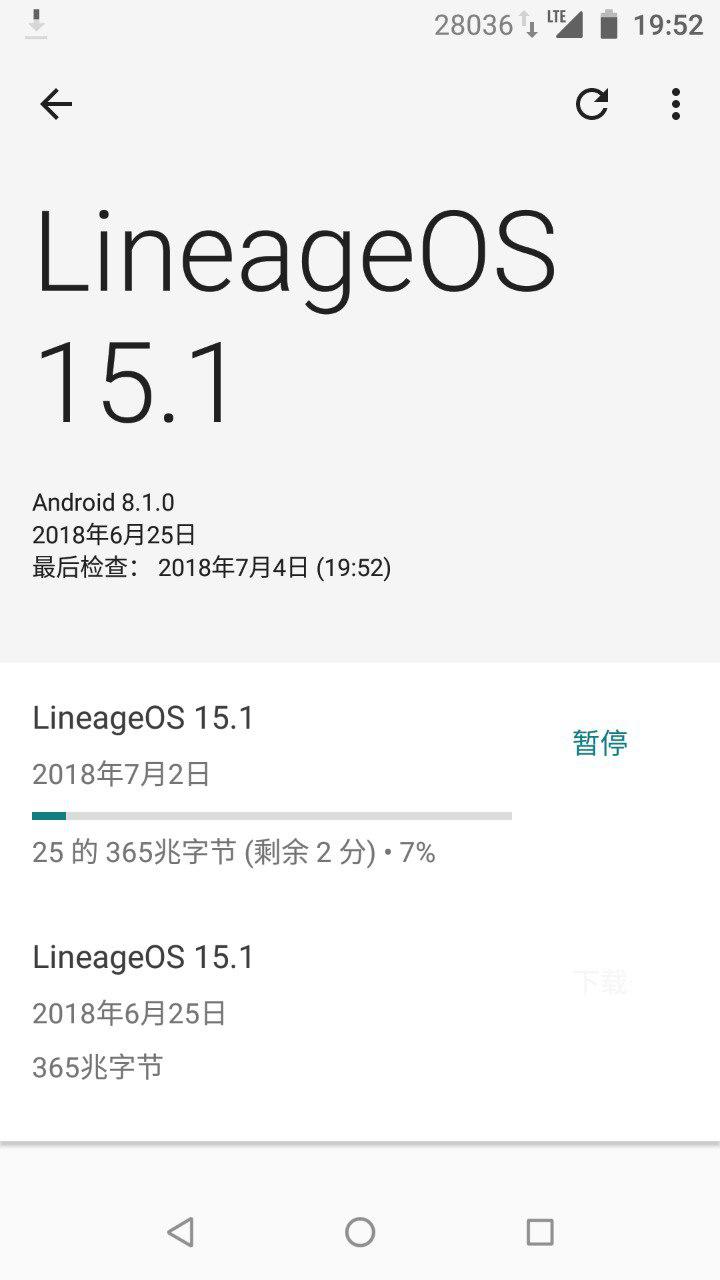 28036 LTE 19:52
LineageOS
15.1
Android 8.1.0
2018年6月25日
最后检查： 2018年7月4日 (19:52)
LineageOS 15.1
暂停
2018年7月2日
25 的 365兆字节 (剩余 2 分) • 7%
LineageOS 15.1
下载
2018年6月25日
365兆字节